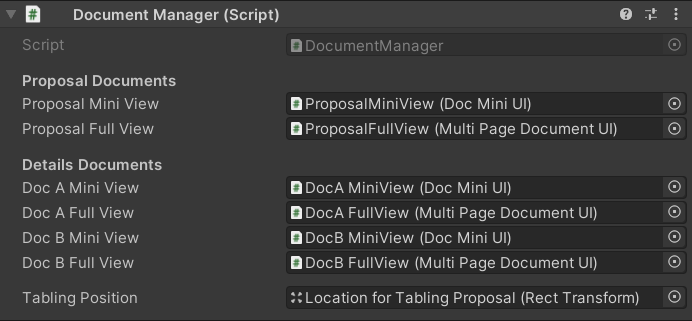 Document Manager (Script)
Script DocumentManager
Proposal Documents
Proposal Mini View ProposalMiniView (Doc Mini UI)
Proposal Full View ProposalFullView (Multi Page Document UI)
Details Documents
Doc A Mini View DocA MiniView (Doc Mini UI)
Doc A Full View DocA FullView (Multi Page Document UI)
Doc B Mini View DocB MiniView (Doc Mini UI)
Doc B Full View DocB FullView (Multi Page Document UI)
Tabling Position Location for Tabling Proposal (Rect Transform)